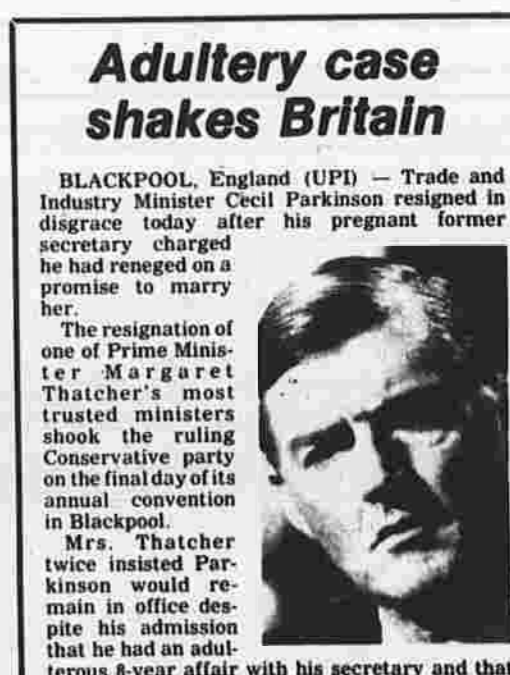 Adultery case
shakes Britain
BLACKPOOL, England (UPI) — Trade and
Industry Minister Cecil Parkinson resigned in
disgrace today after his pregnant former
secretary charged
he had reneged on a
promise to marry
her.
The resignation of
one of Prime Minis-
ter Margaret
Thatcher's most
trusted ministers
shook the ruling
Conservative party
on the final day of its
annual convention
in Blackpool.
Mrs. Thatcher
twice insisted Par-
kinson would re-
main in office des-
pite his admission
that he had an adul-
terous 8-year affair with his secretary and that